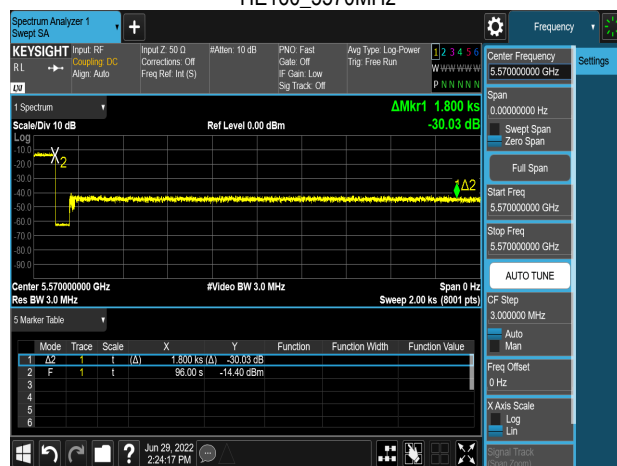 HE160_5570MHz
Spectrum Analyzer 1
Swept SA
+
Frequency
KEYSIGHT
RL
LXI
Input: RF
Coupling: DC
Align: Auto
Input Z: 50 Ω
Corrections: Off
Freq Ref: Int (S)
#Atten: 10 dB
PNO: Fast
Gate: Off
IF Gain: Low
Sig Track: Off
Avg Type: Log-Power
Trig: Free Run
1 2 3 4 5 6
W W W W W W
P N N N N N
Center Frequency
5.570000000 GHz
Settings
Span
0.00000000 Hz
Swept Span
Zero Span
Full Span
Start Freq
5.570000000 GHz
Stop Freq
5.570000000 GHz
AUTO TUNE
CF Step
3.000000 MHz
Auto
Man
Freq Offset
0 Hz
X Axis Scale
Log
Lin
Signal Track
(Span Zoom)
1 Spectrum
ΔMkr1 1.800 ks
Scale/Div 10 dB
Ref Level 0.00 dBm
-30.03 dB
Log
-10.0
-20.0
-30.0
-40.0
-50.0
-60.0
-70.0
-80.0
-90.0
2
1Δ2
Center 5.570000000 GHz
#Video BW 3.0 MHz
Span 0 Hz
Res BW 3.0 MHz
Sweep 2.00 ks (8001 pts)
5 Marker Table
Mode Trace Scale X Y Function Function Width Function Value
1 Δ2 1 t (Δ) 1.800 ks (Δ) -30.03 dB
2 F 1 t 96.00 s -14.40 dBm
3
4
5
6
?
Jun 29, 2022
2:24:17 PM